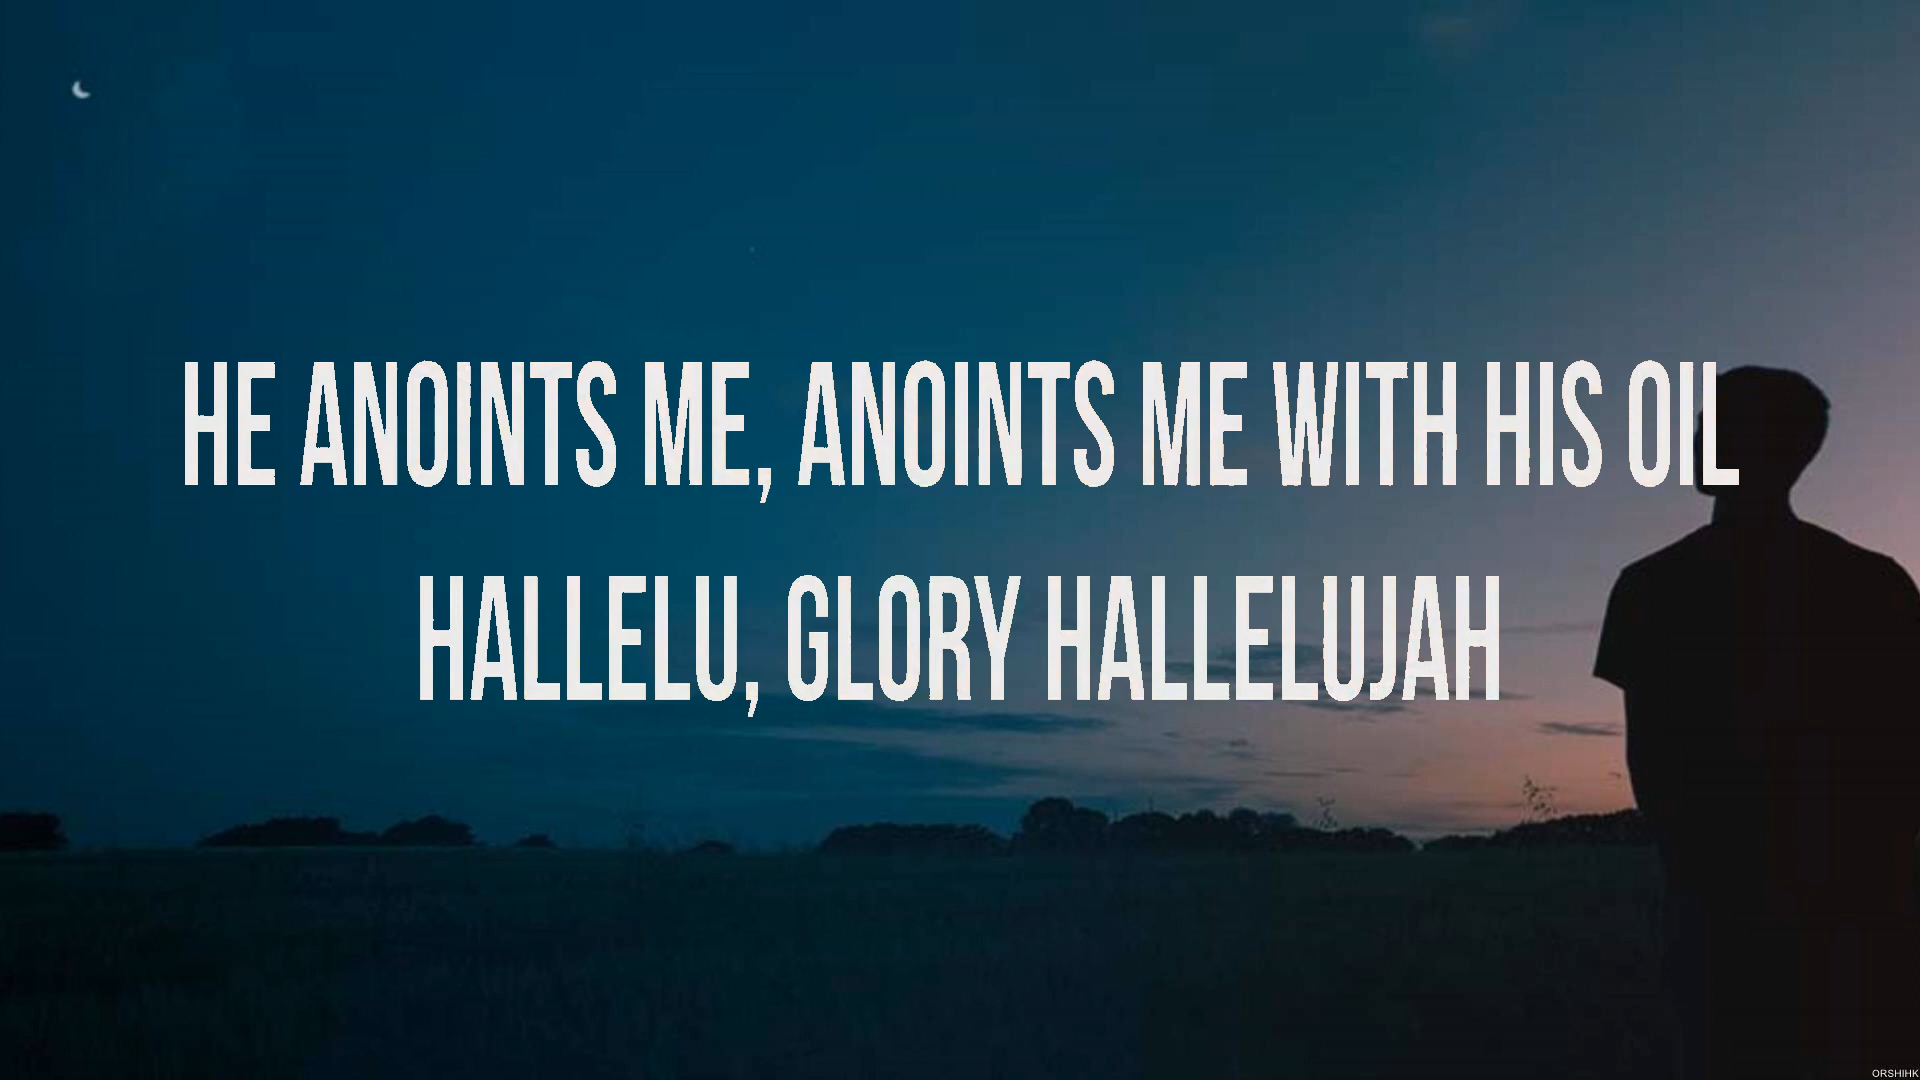 HE ANOINTS ME, ANOINTS ME WITH HIS OIL
HALLELU, GLORY HALLELUJAH
ORSHIHK